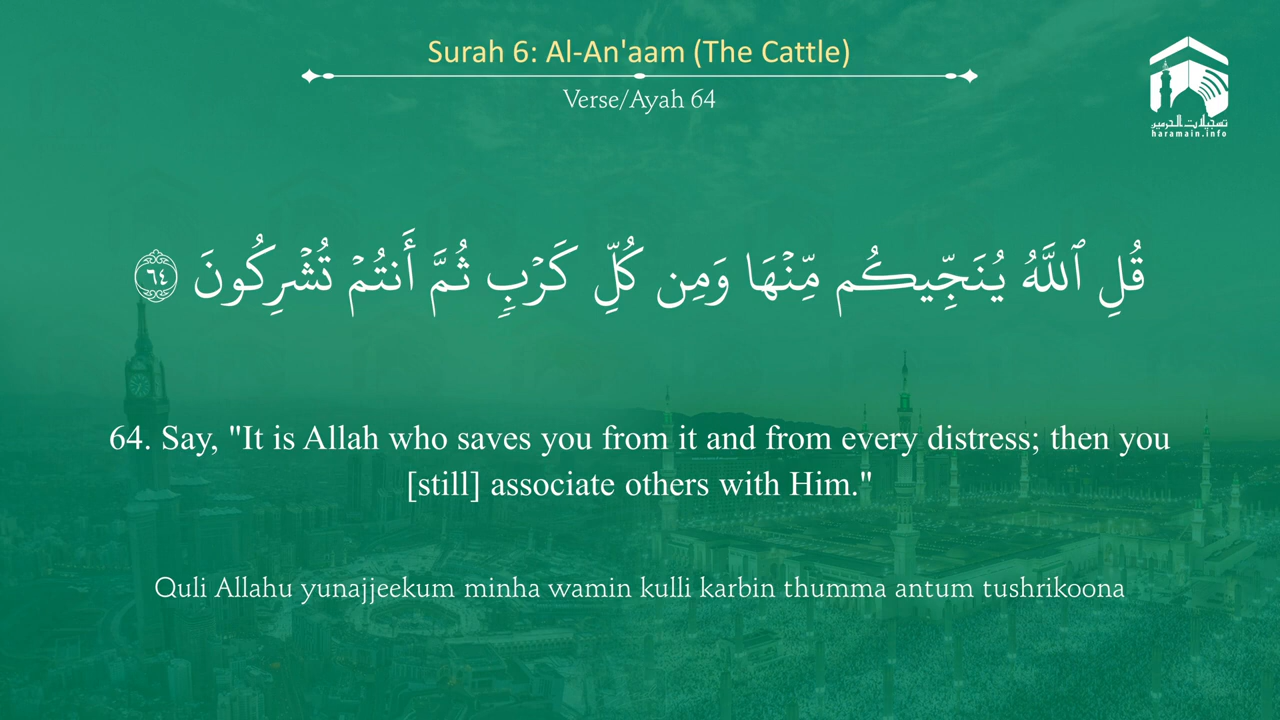 Surah 6: Al-An'aam (The Cattle)
Verse/Ayah 64
تسجيلات الحرمين
haramain.info
قُلِ ٱللَّهُ يُنَجِّيكُم مِّنْهَا وَمِن كُلِّ كَرْبٍ ثُمَّ أَنتُمْ تُشْرِكُونَ ٦٤
64. Say, "It is Allah who saves you from it and from every distress; then you
[still] associate others with Him."
Quli Allahu yunajjeekum minha wamin kulli karbin thumma antum tushrikoona